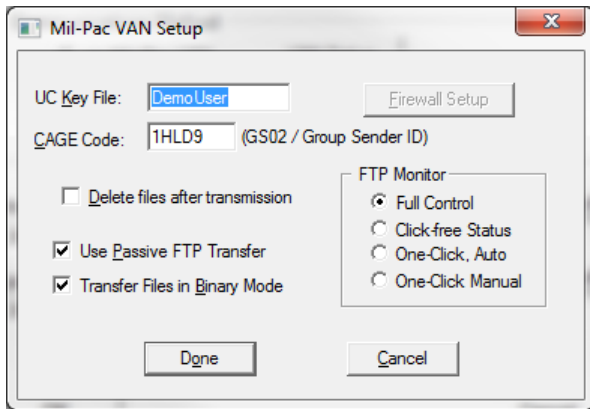 Mil-Pac VAN Setup
UC Key File: DemoUser Firewall Setup
CAGE Code: 1HLD9 (GS02 / Group Sender ID)
Delete files after transmission
Use Passive FTP Transfer
Transfer Files in Binary Mode
FTP Monitor
Full Control
Click-free Status
One-Click, Auto
One-Click Manual
Done Cancel